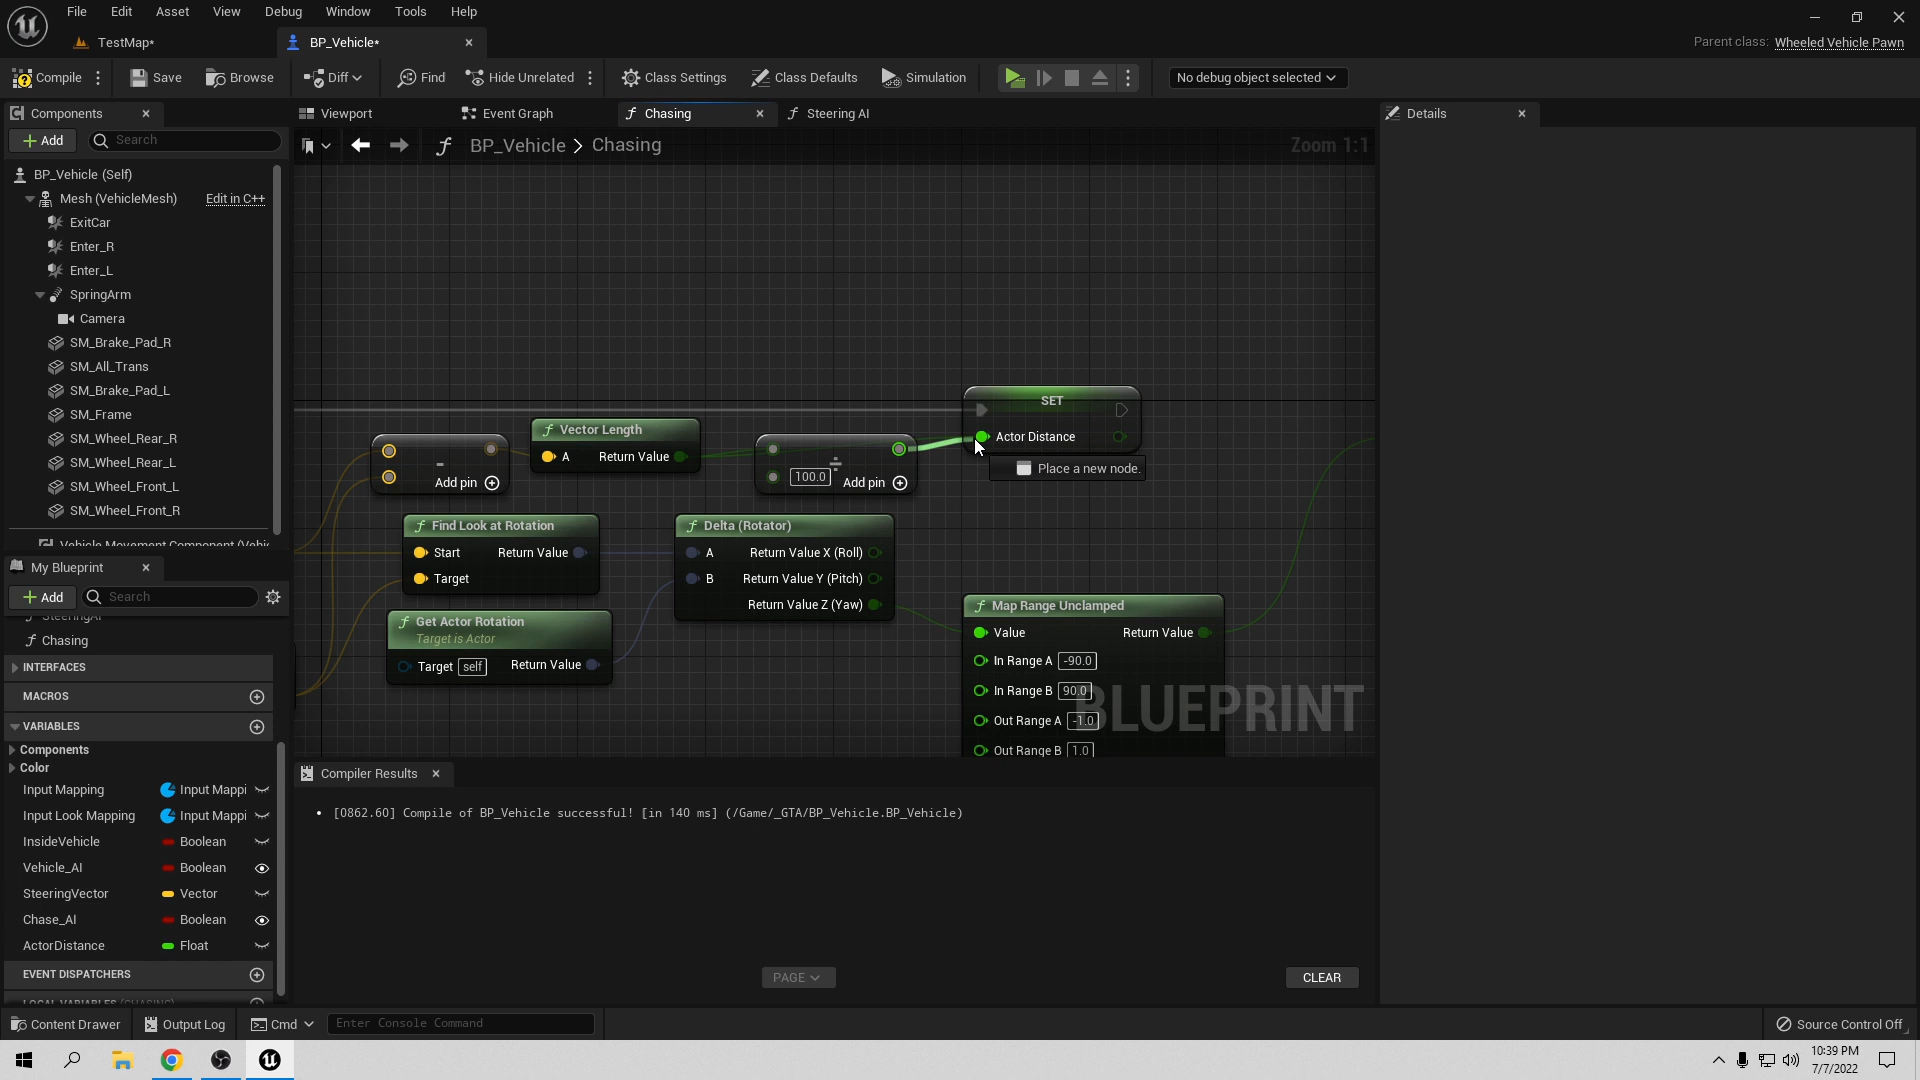 File Edit Asset View Debug Window Tools Help
TestMap* BP_Vehicle*
Parent class: Wheeled Vehicle Pawn
Compile Save Browse Diff Find Hide Unrelated Class Settings Class Defaults Simulation No debug object selected
Components Viewport Event Graph Chasing Steering AI Details
Add Search
BP_Vehicle > Chasing
Zoom 1:1
BP_Vehicle (Self)
Mesh (VehicleMesh) Edit in C++
ExitCar
Enter_R
Enter_L
SpringArm
Camera
SM_Brake_Pad_R
SM_All_Trans
SM_Brake_Pad_L
SM_Frame
SM_Wheel_Rear_R
SM_Wheel_Rear_L
SM_Wheel_Front_L
SM_Wheel_Front_R
SET
Actor Distance
Place a new node.
Vector Length
A Return Value
- Add pin
÷ 100.0 Add pin
Find Look at Rotation
Start Return Value
Target
Delta (Rotator)
A Return Value X (Roll)
B Return Value Y (Pitch)
Return Value Z (Yaw)
Get Actor Rotation
Target is Actor
Target self Return Value
Map Range Unclamped
Value Return Value
In Range A -90.0
In Range B 90.0
Out Range A -1.0
Out Range B 1.0
BLUEPRINT
My Blueprint
Add Search
SteeringAI
Chasing
INTERFACES
MACROS
VARIABLES
Components
Color
Input Mapping Input Mappi
Input Look Mapping Input Mappi
InsideVehicle Boolean
Vehicle_AI Boolean
SteeringVector Vector
Chase_AI Boolean
ActorDistance Float
EVENT DISPATCHERS
LOCAL VARIABLES (CHASING)
Compiler Results
• [0862.60] Compile of BP_Vehicle successful! [in 140 ms] (/Game/_GTA/BP_Vehicle.BP_Vehicle)
PAGE CLEAR
Content Drawer Output Log Cmd Enter Console Command Source Control Off
10:39 PM
7/7/2022